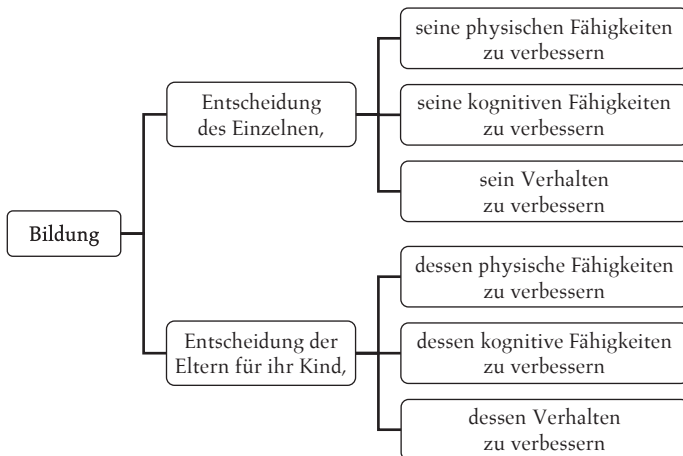 Bildung
Entscheidung
des Einzelnen,
seine physischen Fähigkeiten
zu verbessern
seine kognitiven Fähigkeiten
zu verbessern
sein Verhalten
zu verbessern
Entscheidung der
Eltern für ihr Kind,
dessen physische Fähigkeiten
zu verbessern
dessen kognitive Fähigkeiten
zu verbessern
dessen Verhalten
zu verbessern